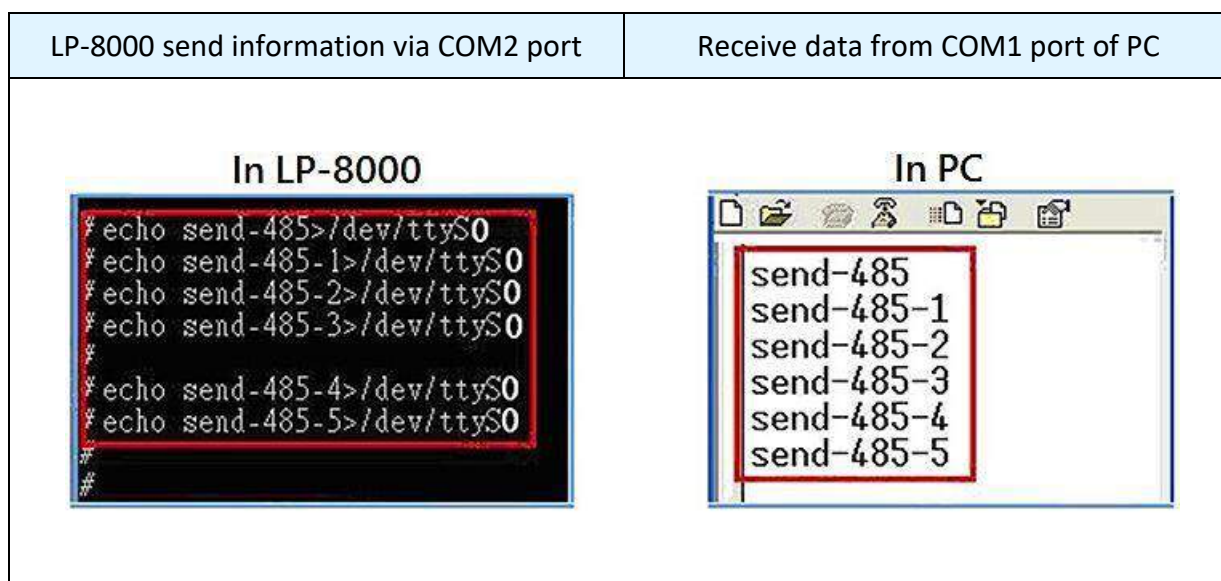 LP-8000 send information via COM2 port
Receive data from COM1 port of PC
In LP-8000
# echo send-485>/dev/ttyS0
# echo send-485-1>/dev/ttyS0
# echo send-485-2>/dev/ttyS0
# echo send-485-3>/dev/ttyS0
#
# echo send-485-4>/dev/ttyS0
# echo send-485-5>/dev/ttyS0
#
#
In PC
send-485
send-485-1
send-485-2
send-485-3
send-485-4
send-485-5